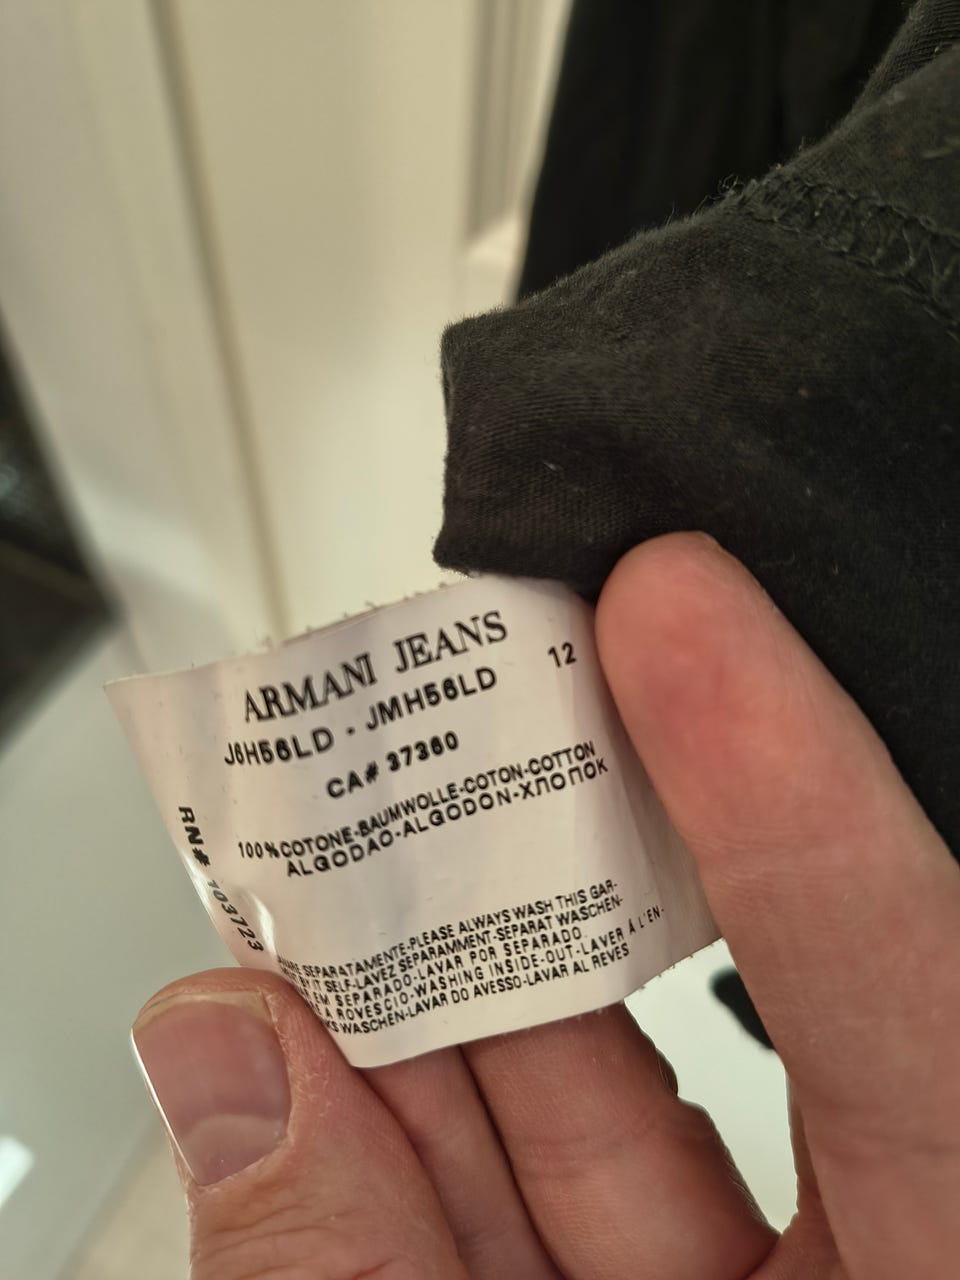 ARMANI JEANS
12
J6H56LD - JMH56LD
CA# 37360
100%COTONE-BAUMWOLLE-COTON-COTTON
ALGODAO-ALGODON-ХЛОПОК
RN# 103723
SEPARATAMENTE-PLEASE ALWAYS WASH THIS GAR-
BY IT SELF-LAVEZ SEPARAMMENT-SEPARAT WASCHEN-
EM SEPARADO-LAVAR POR SEPARADO
A ROVESCIO-WASHING INSIDE-OUT-LAVER Á L'EN-
WASCHEN-LAVAR DO AVESSO-LAVAR AL REVES